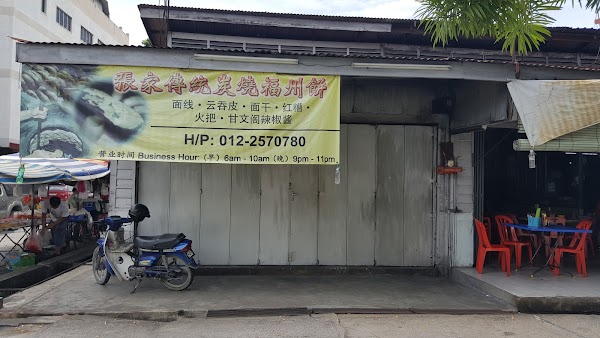 張家傳統炭燒福州餅
面线·云吞皮·面干·红糟·
火把·甘文阁辣椒酱
H/P: 012-2570780
营业时间 Business Hour: (早) 6am - 10am (晚) 9pm - 11pm